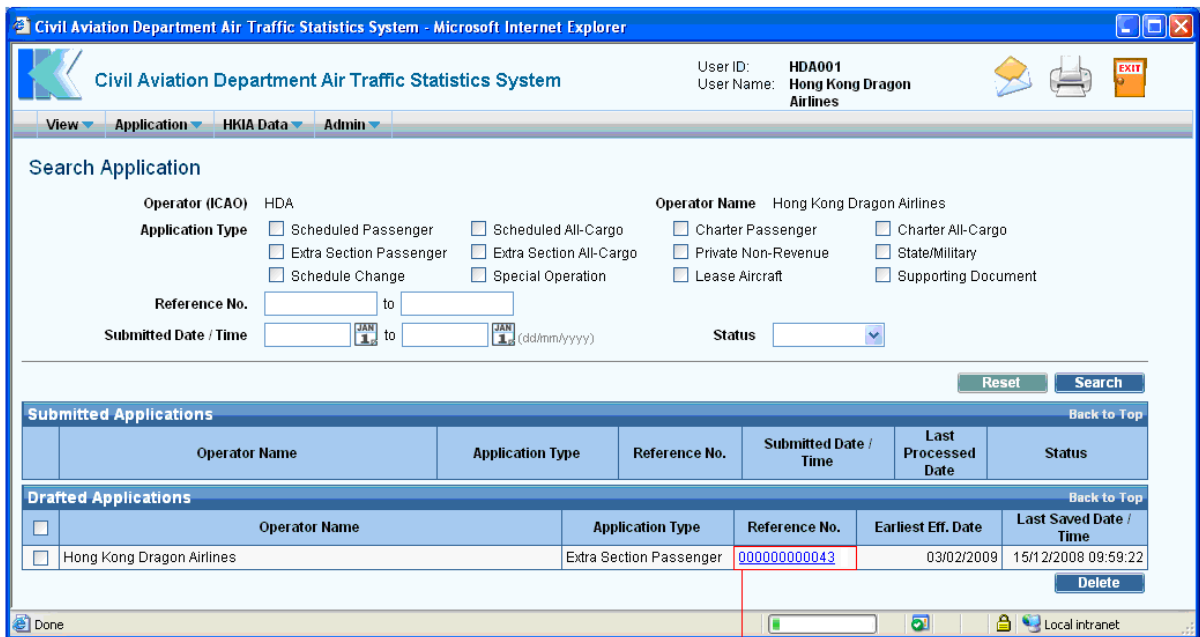 Civil Aviation Department Air Traffic Statistics System - Microsoft Internet Explorer
Civil Aviation Department Air Traffic Statistics System
User ID: HDA001
User Name: Hong Kong Dragon
Airlines
EXIT
View Application HKIA Data Admin
Search Application
Operator (ICAO) HDA Operator Name Hong Kong Dragon Airlines
Application Type Scheduled Passenger Scheduled All-Cargo Charter Passenger Charter All-Cargo
Extra Section Passenger Extra Section All-Cargo Private Non-Revenue State/Military
Schedule Change Special Operation Lease Aircraft Supporting Document
Reference No. to
Submitted Date / Time JAN 1 to JAN 1 (dd/mm/yyyy) Status
Reset Search
Submitted Applications Back to Top
Operator Name Application Type Reference No. Submitted Date / Time Last Processed Date Status
Drafted Applications Back to Top
Operator Name Application Type Reference No. Earliest Eff. Date Last Saved Date / Time
Hong Kong Dragon Airlines Extra Section Passenger 000000000043 03/02/2009 15/12/2008 09:59:22
Delete
Done Local intranet